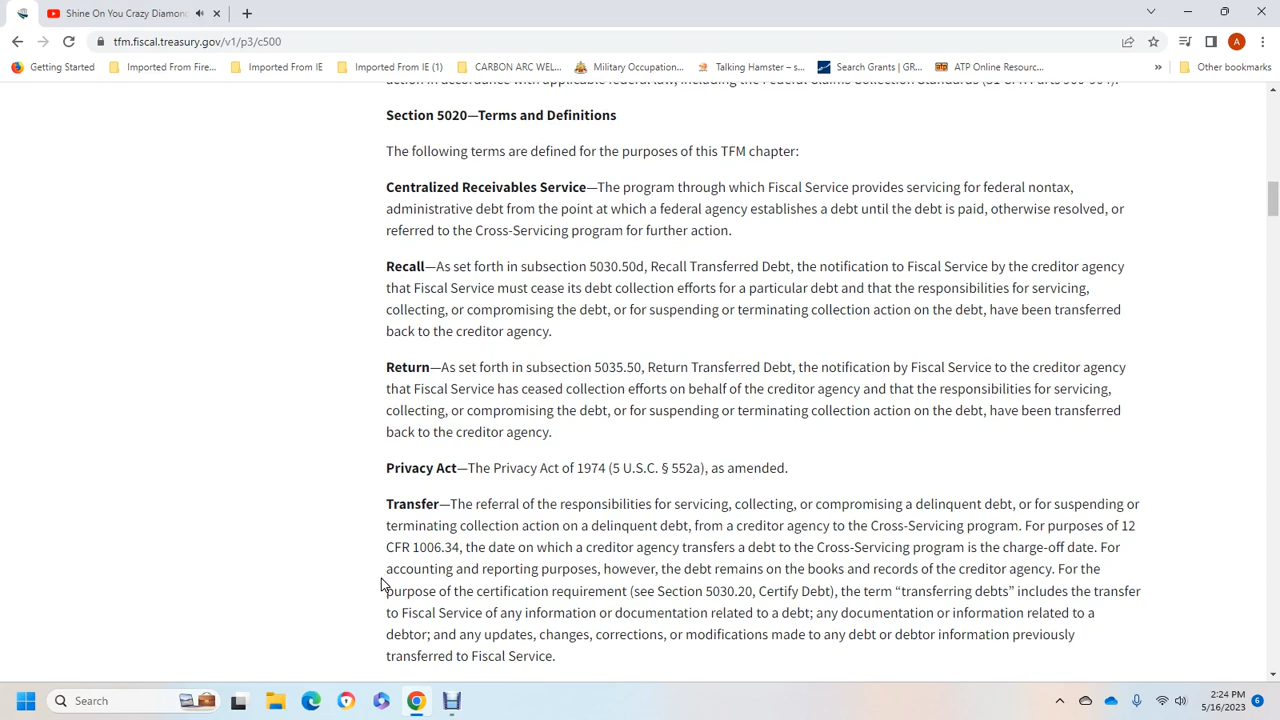 Shine On You Crazy Diamon
tfm.fiscal.treasury.gov/v1/p3/c500
A
Getting Started
Imported From Fire...
Imported From IE
Imported From IE (1)
CARBON ARC WEL...
Military Occupation...
Talking Hamster – s...
Search Grants | GR...
ATP Online Resourc...
»
Other bookmarks
Section 5020—Terms and Definitions
The following terms are defined for the purposes of this TFM chapter:
Centralized Receivables Service—The program through which Fiscal Service provides servicing for federal nontax,
administrative debt from the point at which a federal agency establishes a debt until the debt is paid, otherwise resolved, or
referred to the Cross-Servicing program for further action.
Recall—As set forth in subsection 5030.50d, Recall Transferred Debt, the notification to Fiscal Service by the creditor agency
that Fiscal Service must cease its debt collection efforts for a particular debt and that the responsibilities for servicing,
collecting, or compromising the debt, or for suspending or terminating collection action on the debt, have been transferred
back to the creditor agency.
Return—As set forth in subsection 5035.50, Return Transferred Debt, the notification by Fiscal Service to the creditor agency
that Fiscal Service has ceased collection efforts on behalf of the creditor agency and that the responsibilities for servicing,
collecting, or compromising the debt, or for suspending or terminating collection action on the debt, have been transferred
back to the creditor agency.
Privacy Act—The Privacy Act of 1974 (5 U.S.C. § 552a), as amended.
Transfer—The referral of the responsibilities for servicing, collecting, or compromising a delinquent debt, or for suspending or
terminating collection action on a delinquent debt, from a creditor agency to the Cross-Servicing program. For purposes of 12
CFR 1006.34, the date on which a creditor agency transfers a debt to the Cross-Servicing program is the charge-off date. For
accounting and reporting purposes, however, the debt remains on the books and records of the creditor agency. For the
purpose of the certification requirement (see Section 5030.20, Certify Debt), the term “transferring debts” includes the transfer
to Fiscal Service of any information or documentation related to a debt; any documentation or information related to a
debtor; and any updates, changes, corrections, or modifications made to any debt or debtor information previously
transferred to Fiscal Service.
Search
2:24 PM
5/16/2023
6